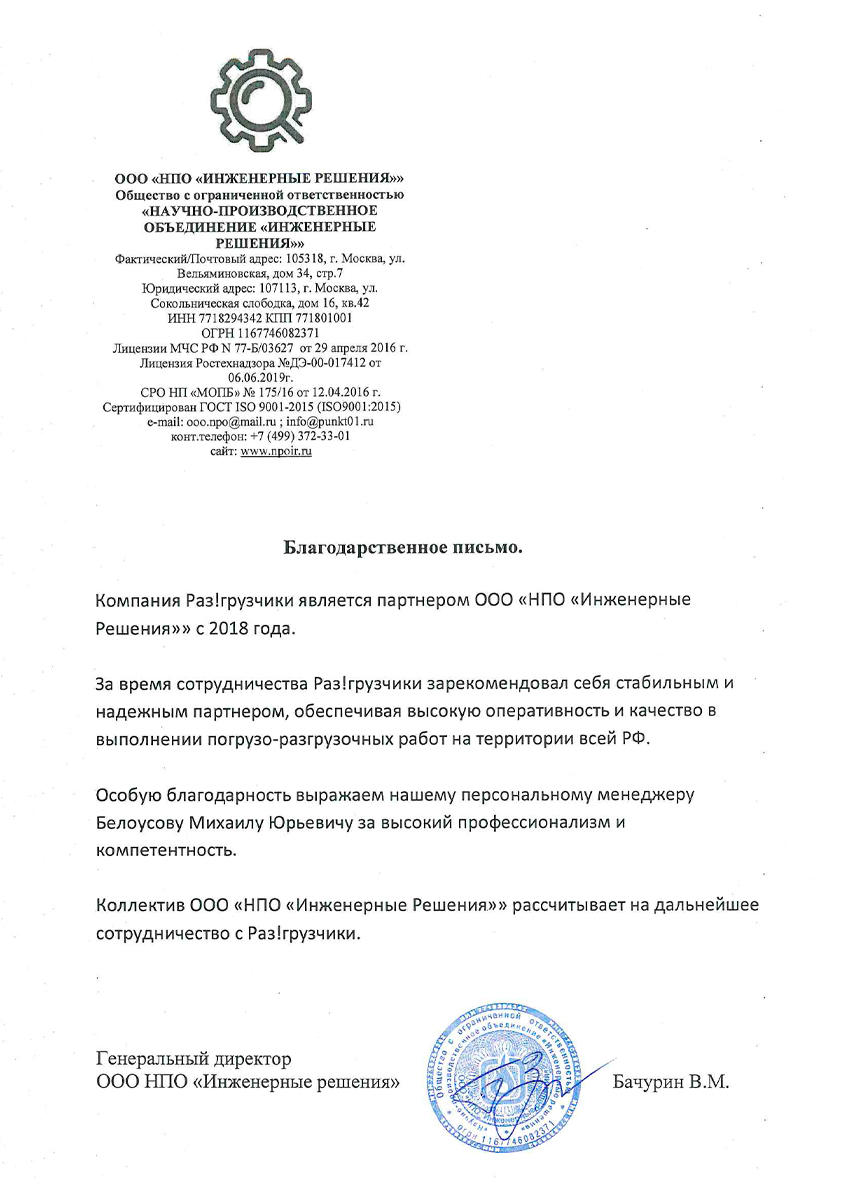 ООО «НПО «ИНЖЕНЕРНЫЕ РЕШЕНИЯ»»
Общество с ограниченной ответственностью
«НАУЧНО-ПРОИЗВОДСТВЕННОЕ
ОБЪЕДИНЕНИЕ «ИНЖЕНЕРНЫЕ
РЕШЕНИЯ»»
Фактический/Почтовый адрес: 105318, г. Москва, ул.
Вельяминовская, дом 34, стр.7
Юридический адрес: 107113, г. Москва, ул.
Сокольническая слободка, дом 16, кв.42
ИНН 7718294342 КПП 771801001
ОГРН 1167746082371
Лицензии МЧС РФ N 77-Б/03627 от 29 апреля 2016 г.
Лицензия Ростехнадзора №ДЭ-00-017412 от
06.06.2019г.
СРО НП «МОПБ» № 175/16 от 12.04.2016 г.
Сертифицирован ГОСТ ISO 9001-2015 (ISO9001:2015)
e-mail: ooo.npo@mail.ru ; info@punkt01.ru
конт.телефон: +7 (499) 372-33-01
сайт: www.npoir.ru
Благодарственное письмо.
Компания Раз!грузчики является партнером ООО «НПО «Инженерные
Решения»» с 2018 года.
За время сотрудничества Раз!грузчики зарекомендовал себя стабильным и
надежным партнером, обеспечивая высокую оперативность и качество в
выполнении погрузо-разгрузочных работ на территории всей РФ.
Особую благодарность выражаем нашему персональному менеджеру
Белоусову Михаилу Юрьевичу за высокий профессионализм и
компетентность.
Коллектив ООО «НПО «Инженерные Решения»» рассчитывает на дальнейшее
сотрудничество с Раз!грузчики.
Генеральный директор
ООО НПО «Инженерные решения»
Бачурин В.М.
Общество с ограниченной ответственностью
ОГРН 1167746082371